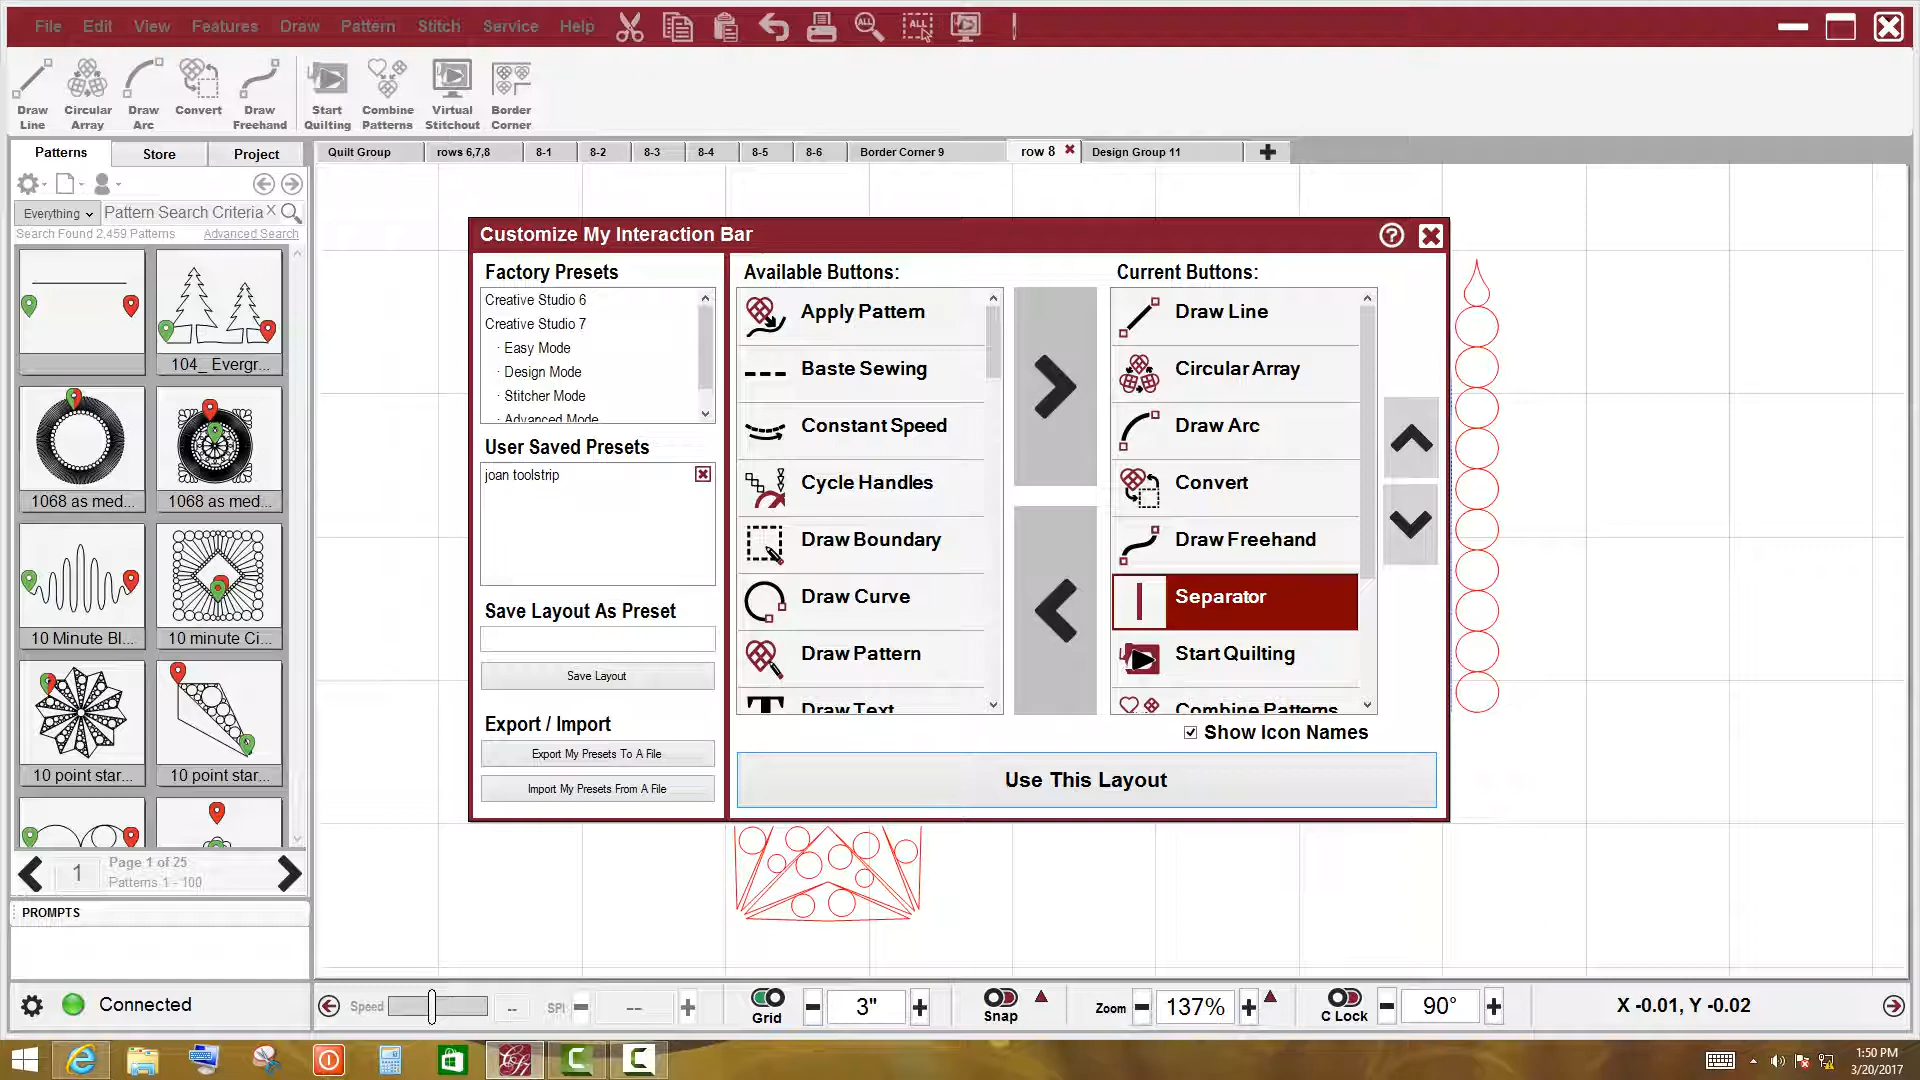 File Edit View Features Draw Pattern Stitch Service Help
Draw Line
Circular Array
Draw Arc
Convert
Draw Freehand
Start Quilting
Combine Patterns
Virtual Stitchout
Border Corner
Patterns Store Project
Quilt Group rows 6,7,8 8-1 8-2 8-3 8-4 8-5 8-6 Border Corner 9 row 8 Design Group 11
Everything Pattern Search Criteria X
Search Found 2,459 Patterns Advanced Search
104_ Evergr...
1068 as med... 1068 as med...
10 Minute Bl... 10 minute Ci...
10 point star... 10 point star...
1 Page 1 of 25
Patterns 1 - 100
PROMPTS
Customize My Interaction Bar
Factory Presets
Creative Studio 6
Creative Studio 7
· Easy Mode
· Design Mode
· Stitcher Mode
· Advanced Mode
User Saved Presets
joan toolstrip
Save Layout As Preset
Save Layout
Export / Import
Export My Presets To A File
Import My Presets From A File
Available Buttons:
Apply Pattern
Baste Sewing
Constant Speed
Cycle Handles
Draw Boundary
Draw Curve
Draw Pattern
Draw Text
Current Buttons:
Draw Line
Circular Array
Draw Arc
Convert
Draw Freehand
Separator
Start Quilting
Combine Patterns
Show Icon Names
Use This Layout
Connected
Speed -- SPI -- Grid 3" Snap Zoom 137% C Lock 90° X -0.01, Y -0.02
1:50 PM
3/20/2017